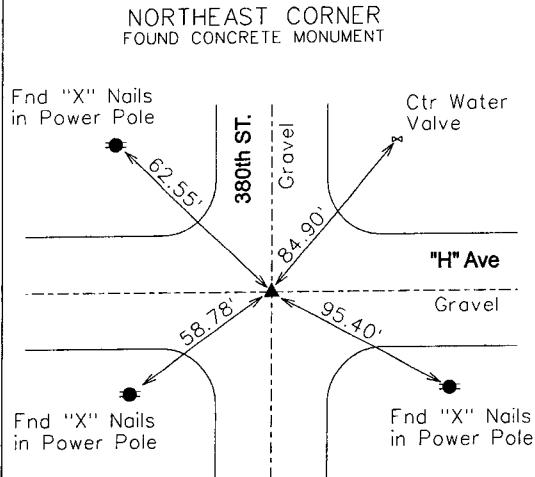 NORTHEAST CORNER
FOUND CONCRETE MONUMENT
Fnd "X" Nails
in Power Pole
Ctr Water
Valve
380th ST.
Gravel
62.55'
84.90'
"H" Ave
Gravel
58.78'
95.40'
Fnd "X" Nails
in Power Pole
Fnd "X" Nails
in Power Pole